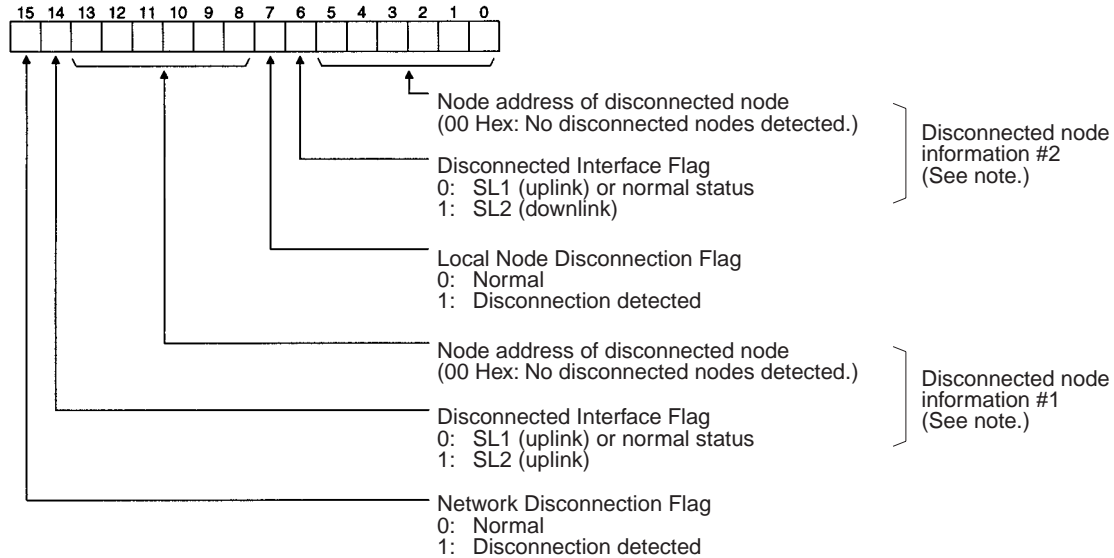 15 14 13 12 11 10 9 8 7 6 5 4 3 2 1 0
Node address of disconnected node
(00 Hex: No disconnected nodes detected.)
Disconnected Interface Flag
0: SL1 (uplink) or normal status
1: SL2 (downlink)
Disconnected node
information #2
(See note.)
Local Node Disconnection Flag
0: Normal
1: Disconnection detected
Node address of disconnected node
(00 Hex: No disconnected nodes detected.)
Disconnected Interface Flag
0: SL1 (uplink) or normal status
1: SL2 (uplink)
Disconnected node
information #1
(See note.)
Network Disconnection Flag
0: Normal
1: Disconnection detected